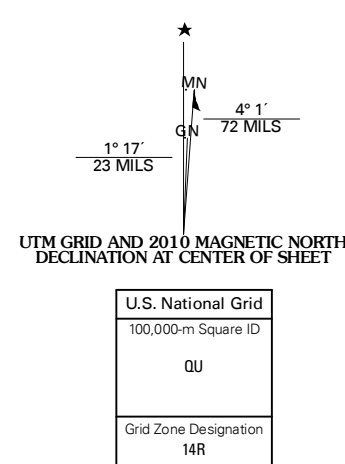 ★
MN
4° 1´
72 MILS
GN
1° 17´
23 MILS
UTM GRID AND 2010 MAGNETIC NORTH
DECLINATION AT CENTER OF SHEET
U.S. National Grid
100,000-m Square ID
QU
Grid Zone Designation
14R